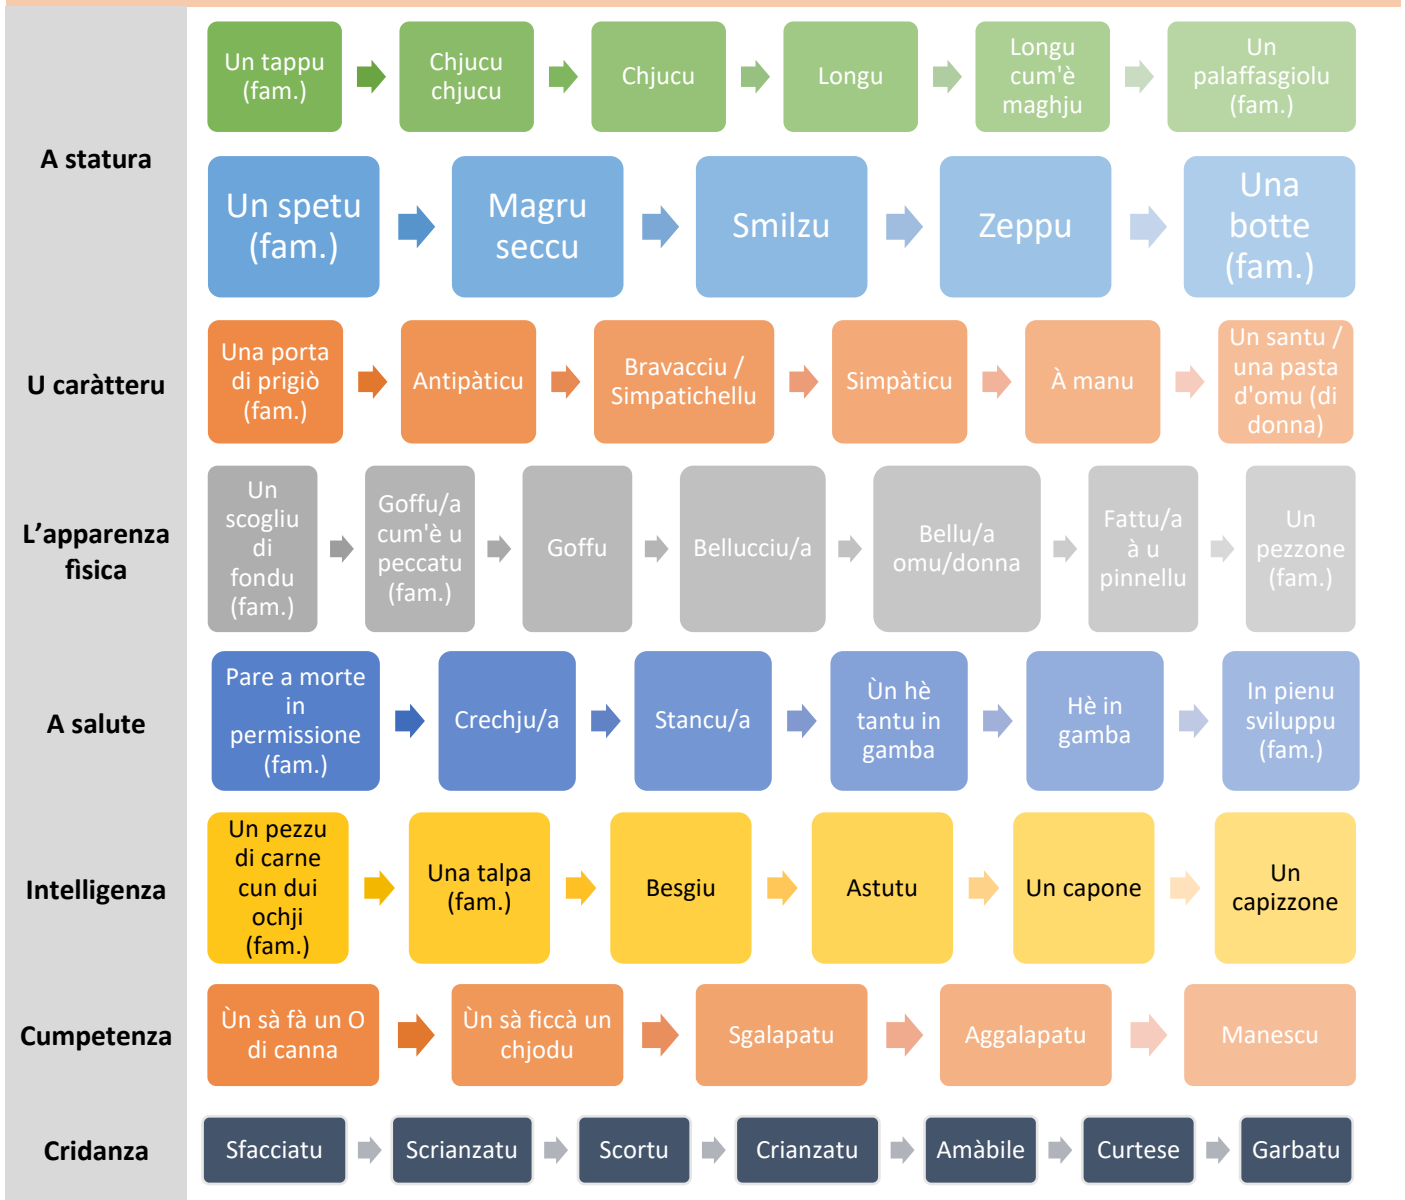 A statura
Un tappu
(fam.)
Chjucu
chjucu
Chjucu
Longu
Longu
cum'è
maghju
Un
palaffasgiolu
(fam.)
Un spetu
(fam.)
Magru
seccu
Smilzu
Zeppu
Una
botte
(fam.)
U caràtteru
Una porta
di prigiò
(fam.)
Antipàticu
Bravacciu /
Simpatichellu
Simpàticu
À manu
Un santu /
una pasta
d'omu (di
donna)
L’apparenza
fìsica
Un
scogliu
di
fondu
(fam.)
Goffu/a
cum'è u
peccatu
(fam.)
Goffu
Bellucciu/a
Bellu/a
omu/donna
Fattu/a
à u
pinnellu
Un
pezzone
(fam.)
A salute
Pare a morte
in
permissione
(fam.)
Crechju/a
Stancu/a
Ùn hè
tantu in
gamba
Hè in
gamba
In pienu
sviluppu
(fam.)
Intelligenza
Un pezzu
di carne
cun dui
ochji
(fam.)
Una talpa
(fam.)
Besgiu
Astutu
Un capone
Un
capizzone
Cumpetenza
Ùn sà fà un O
di canna
Ùn sà ficcà un
chjodu
Sgalapatu
Aggalapatu
Manescu
Cridanza
Sfacciatu
Scrianzatu
Scortu
Crianzatu
Amàbile
Curtese
Garbatu